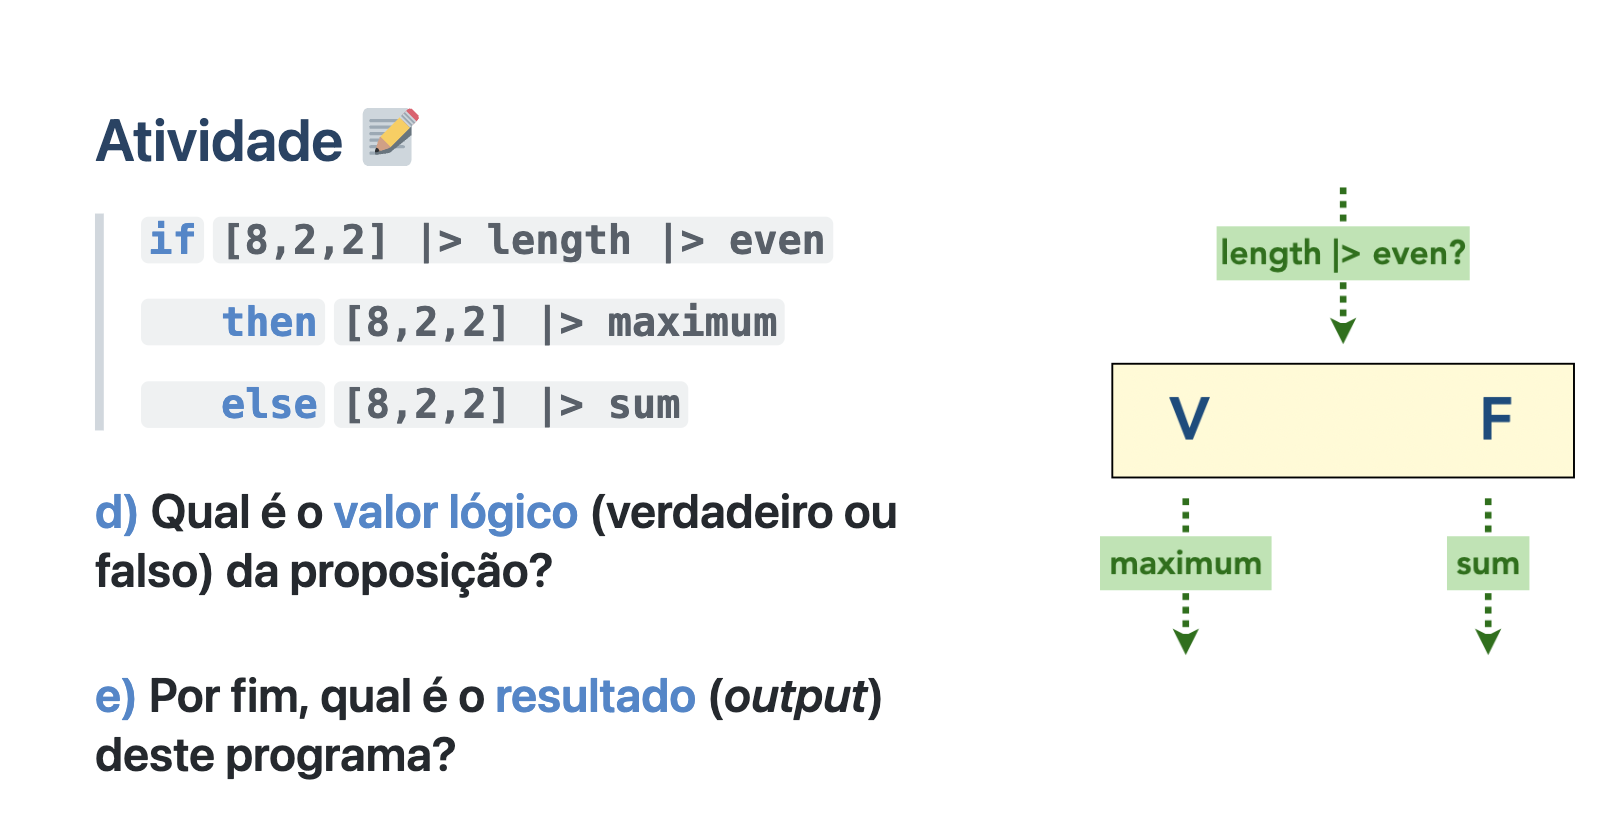 Atividade
if [8,2,2] |> length |> even
then [8,2,2] |> maximum
else [8,2,2] |> sum
d) Qual é o valor lógico (verdadeiro ou
falso) da proposição?
e) Por fim, qual é o resultado (output)
deste programa?
length |> even?
V F
maximum sum